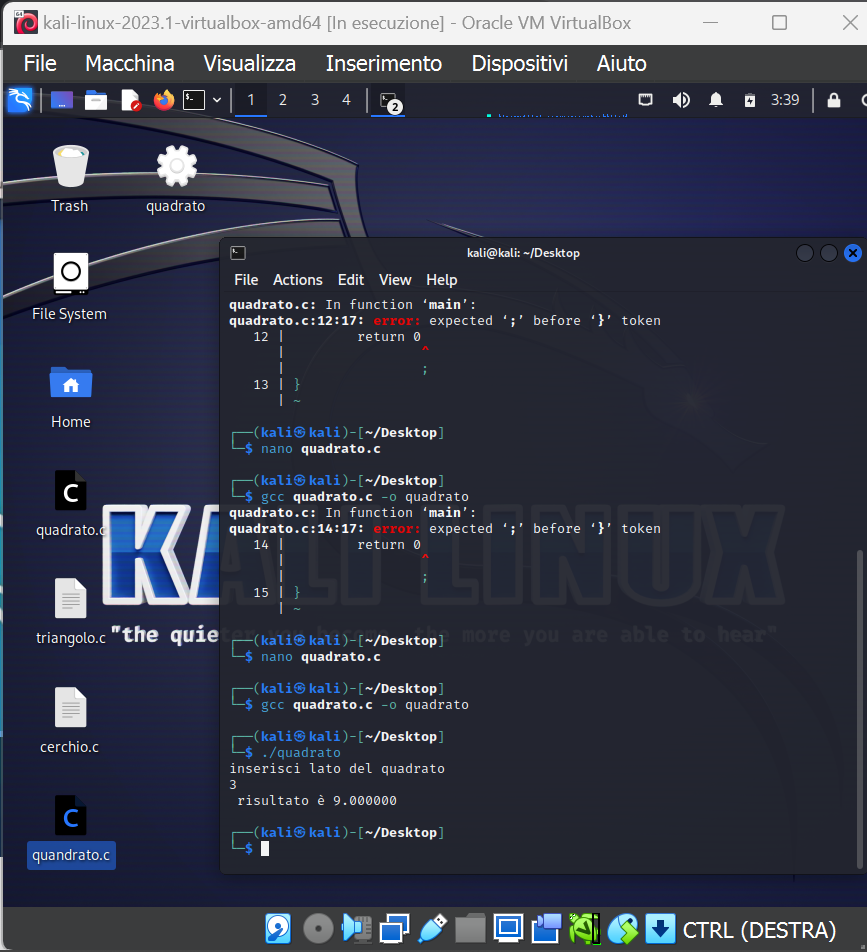 kali-linux-2023.1-virtualbox-amd64 [In esecuzione] - Oracle VM VirtualBox
File Macchina Visualizza Inserimento Dispositivi Aiuto
1 2 3 4 2 3:39
Trash
quadrato
File System
Home
quadrato.c
triangolo.c
cerchio.c
quandrato.c
kali@kali: ~/Desktop
File Actions Edit View Help
quadrato.c: In function ‘main’:
quadrato.c:12:17: error: expected ‘;’ before ‘}’ token
12 | return 0
| ^
| ;
13 | }
| ~
┌──(kali㉿kali)-[~/Desktop]
└─$ nano quadrato.c
┌──(kali㉿kali)-[~/Desktop]
└─$ gcc quadrato.c -o quadrato
quadrato.c: In function ‘main’:
quadrato.c:14:17: error: expected ‘;’ before ‘}’ token
14 | return 0
| ^
| ;
15 | }
| ~
┌──(kali㉿kali)-[~/Desktop]
└─$ nano quadrato.c
┌──(kali㉿kali)-[~/Desktop]
└─$ gcc quadrato.c -o quadrato
┌──(kali㉿kali)-[~/Desktop]
└─$ ./quadrato
inserisci lato del quadrato
3
risultato è 9.000000
┌──(kali㉿kali)-[~/Desktop]
└─$
KALI LINUX
"the quieter you become, the more you are able to hear"
CTRL (DESTRA)